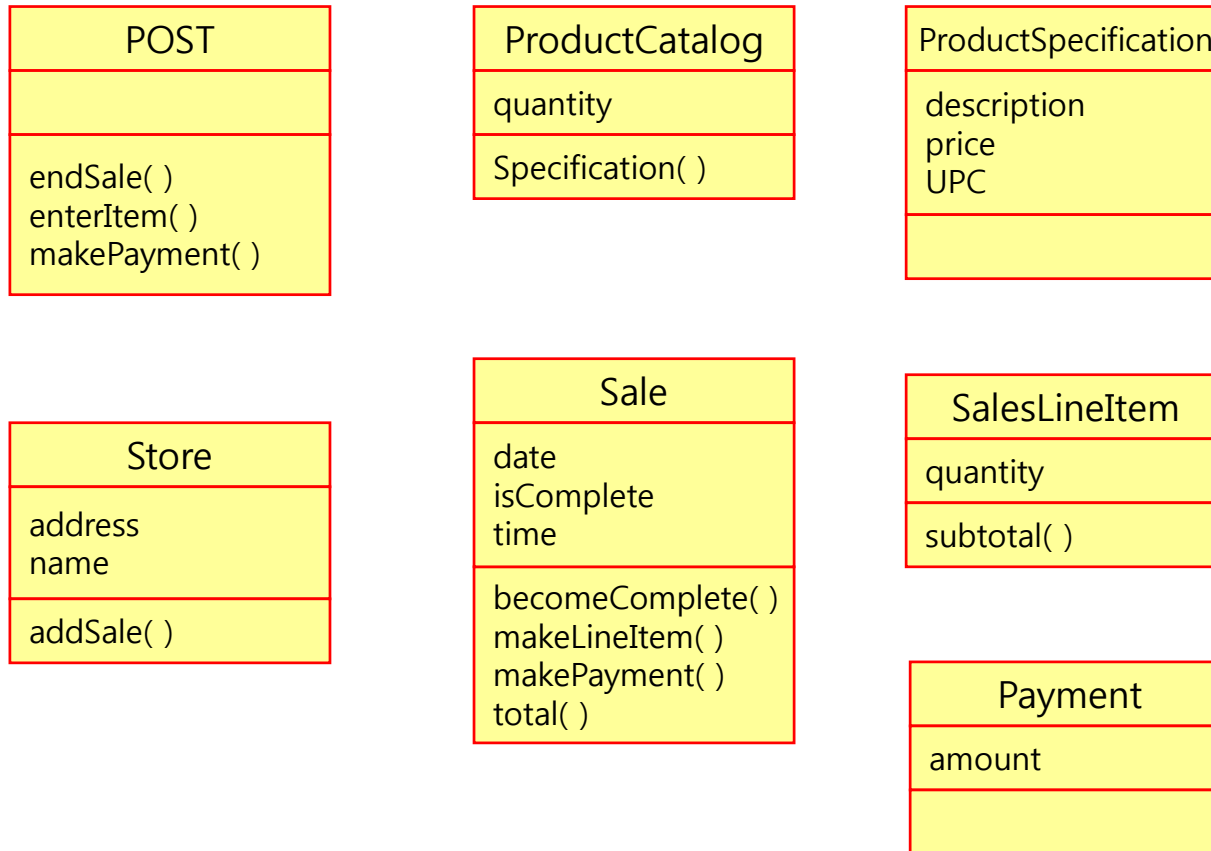 POST
endSale( )
enterItem( )
makePayment( )
ProductCatalog
quantity
Specification( )
ProductSpecification
description
price
UPC
Store
address
name
addSale( )
Sale
date
isComplete
time
becomeComplete( )
makeLineItem( )
makePayment( )
total( )
SalesLineItem
quantity
subtotal( )
Payment
amount